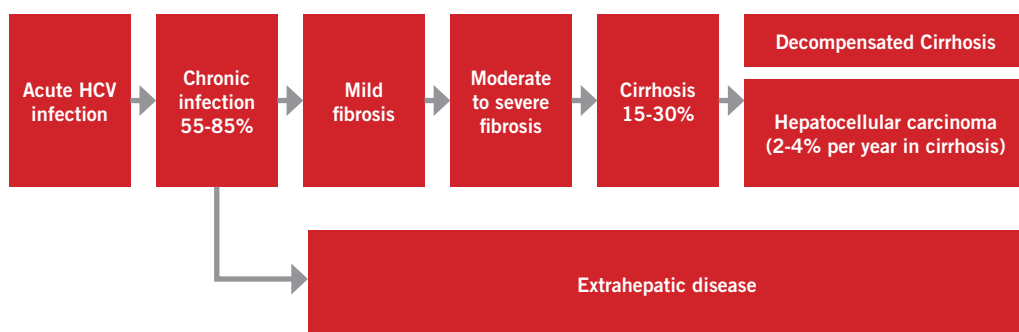 Acute HCV
infection
Chronic
infection
55-85%
Mild
fibrosis
Moderate
to severe
fibrosis
Cirrhosis
15-30%
Decompensated Cirrhosis
Hepatocellular carcinoma
(2-4% per year in cirrhosis)
Extrahepatic disease